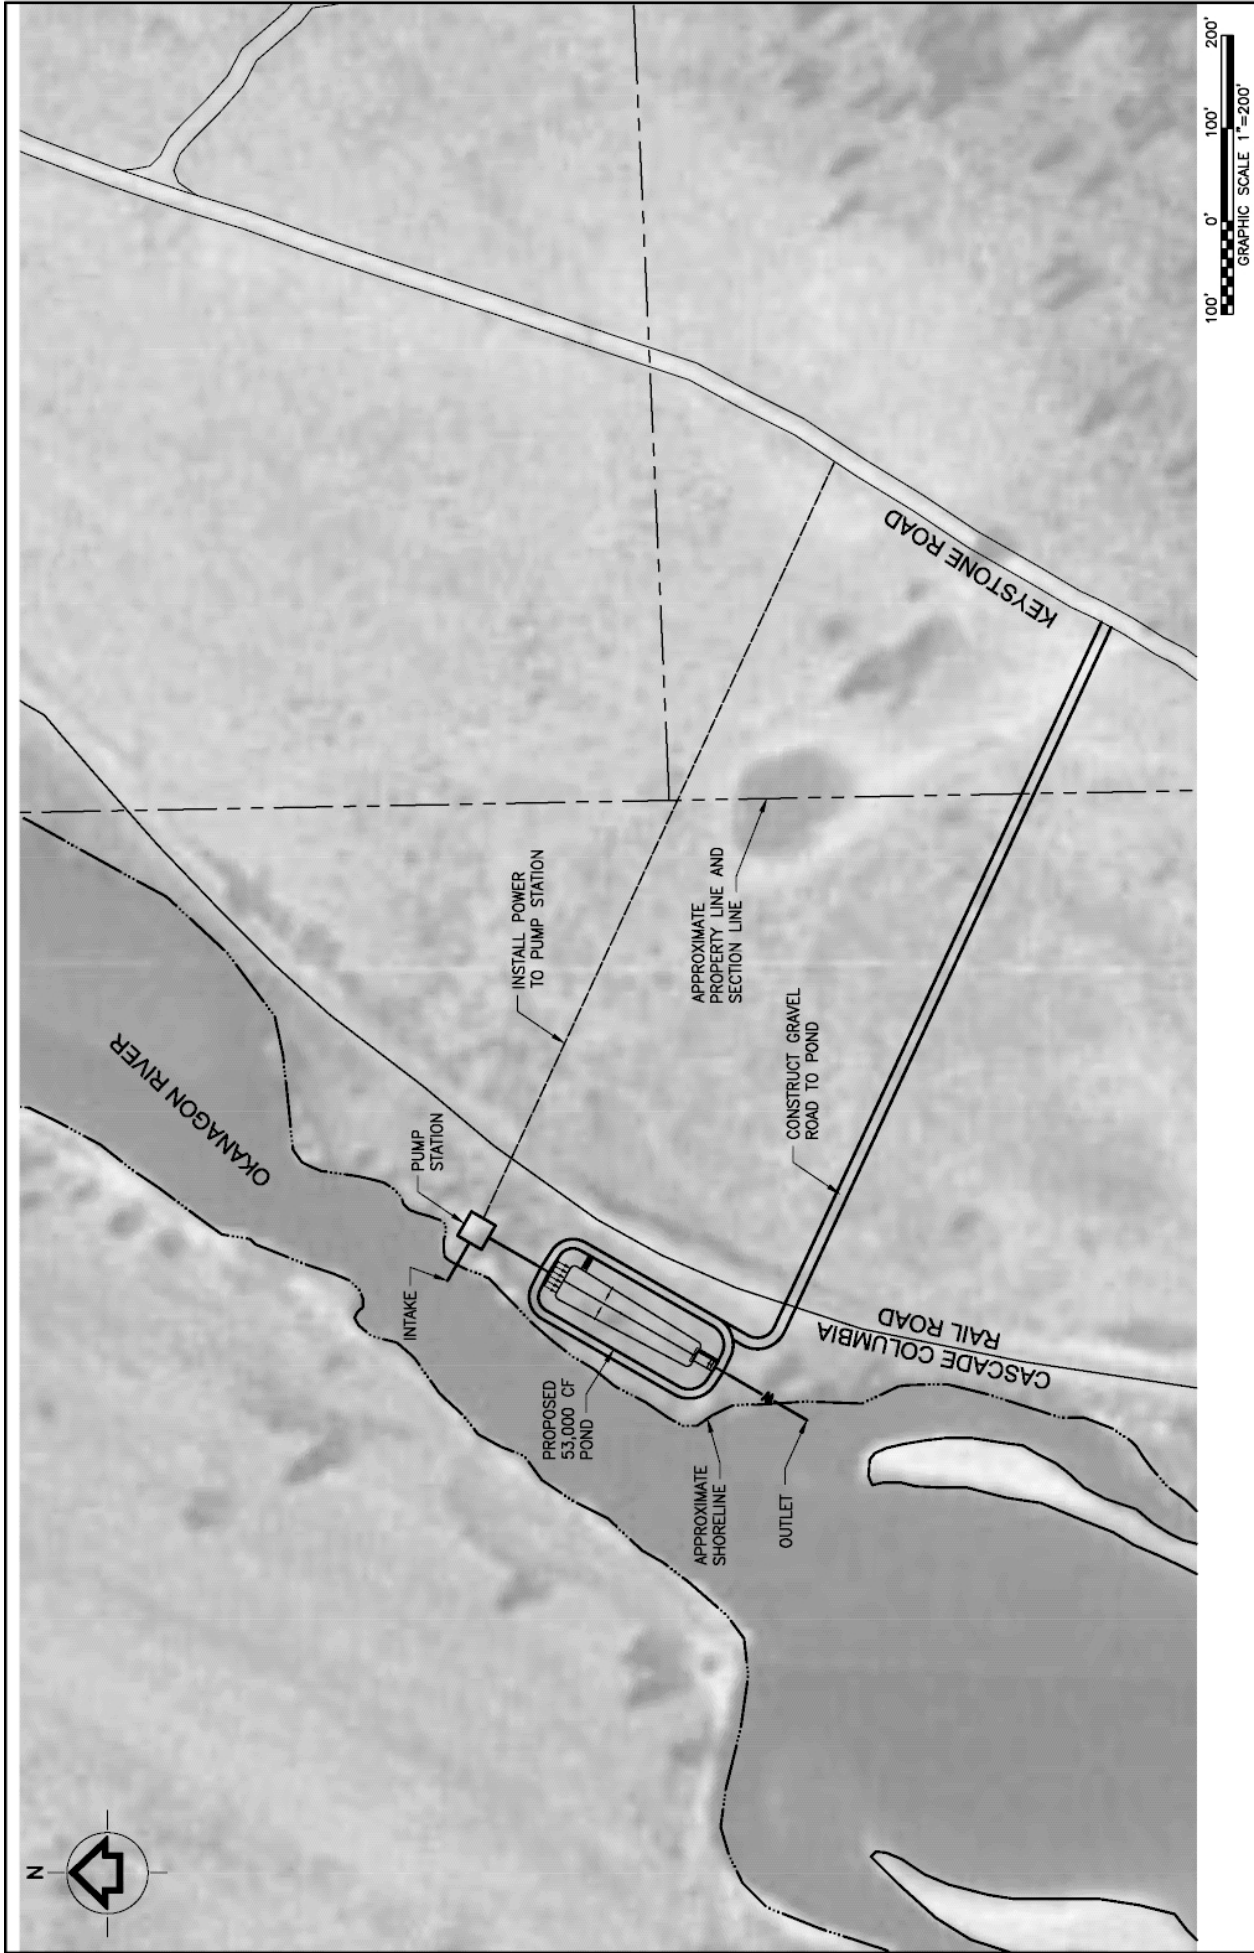 N
OKANAGON RIVER
PUMP
STATION
INTAKE
INSTALL POWER
TO PUMP STATION
PROPOSED
53,000 CF
POND
APPROXIMATE
SHORELINE
OUTLET
APPROXIMATE
PROPERTY LINE AND
SECTION LINE
CONSTRUCT GRAVEL
ROAD TO POND
CASCADE COLUMBIA
RAIL ROAD
KEYSTONE ROAD
100' 0' 100' 200'
GRAPHIC SCALE 1"=200'